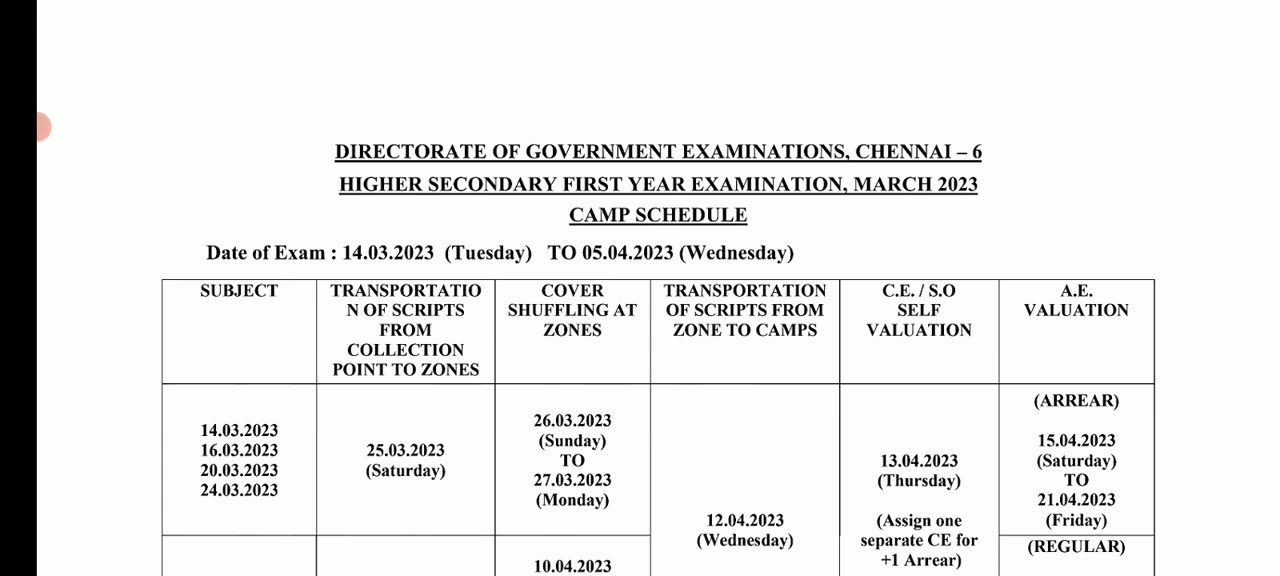 DIRECTORATE OF GOVERNMENT EXAMINATIONS, CHENNAI – 6
HIGHER SECONDARY FIRST YEAR EXAMINATION, MARCH 2023
CAMP SCHEDULE
Date of Exam : 14.03.2023 (Tuesday) TO 05.04.2023 (Wednesday)
SUBJECT
TRANSPORTATIO
N OF SCRIPTS
FROM
COLLECTION
POINT TO ZONES
COVER
SHUFFLING AT
ZONES
TRANSPORTATION
OF SCRIPTS FROM
ZONE TO CAMPS
C.E. / S.O
SELF
VALUATION
A.E.
VALUATION
14.03.2023
16.03.2023
20.03.2023
24.03.2023
25.03.2023
(Saturday)
26.03.2023
(Sunday)
TO
27.03.2023
(Monday)
12.04.2023
(Wednesday)
13.04.2023
(Thursday)
(Assign one
separate CE for
+1 Arrear)
(ARREAR)
15.04.2023
(Saturday)
TO
21.04.2023
(Friday)
10.04.2023
(REGULAR)